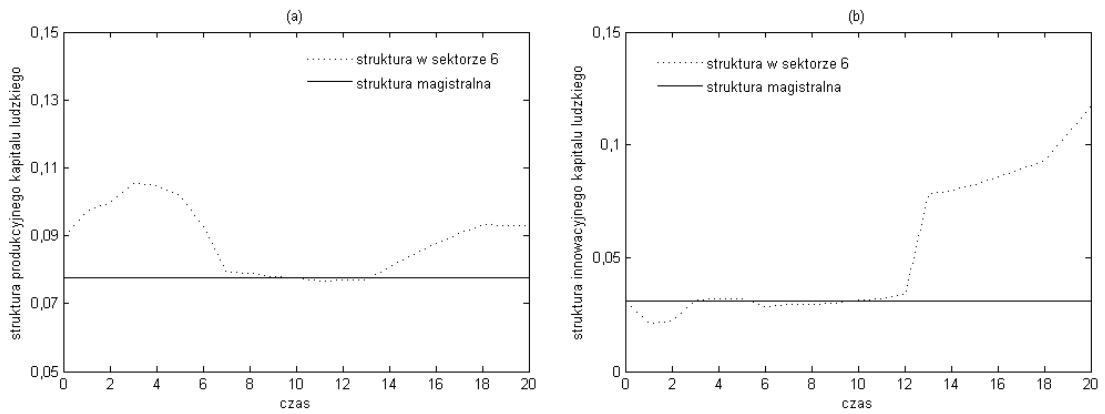 (a)
0,15
0,13
0,11
0,09
0,07
0,05
struktura produkcyjnego kapitalu ludzkiego
struktura w sektorze 6
struktura magistralna
0 2 4 6 8 10 12 14 16 18 20
czas
(b)
0,15
0,1
0,05
0
struktura innowacyjnego kapitalu ludzkiego
struktura w sektorze 6
struktura magistralna
0 2 4 6 8 10 12 14 16 18 20
czas